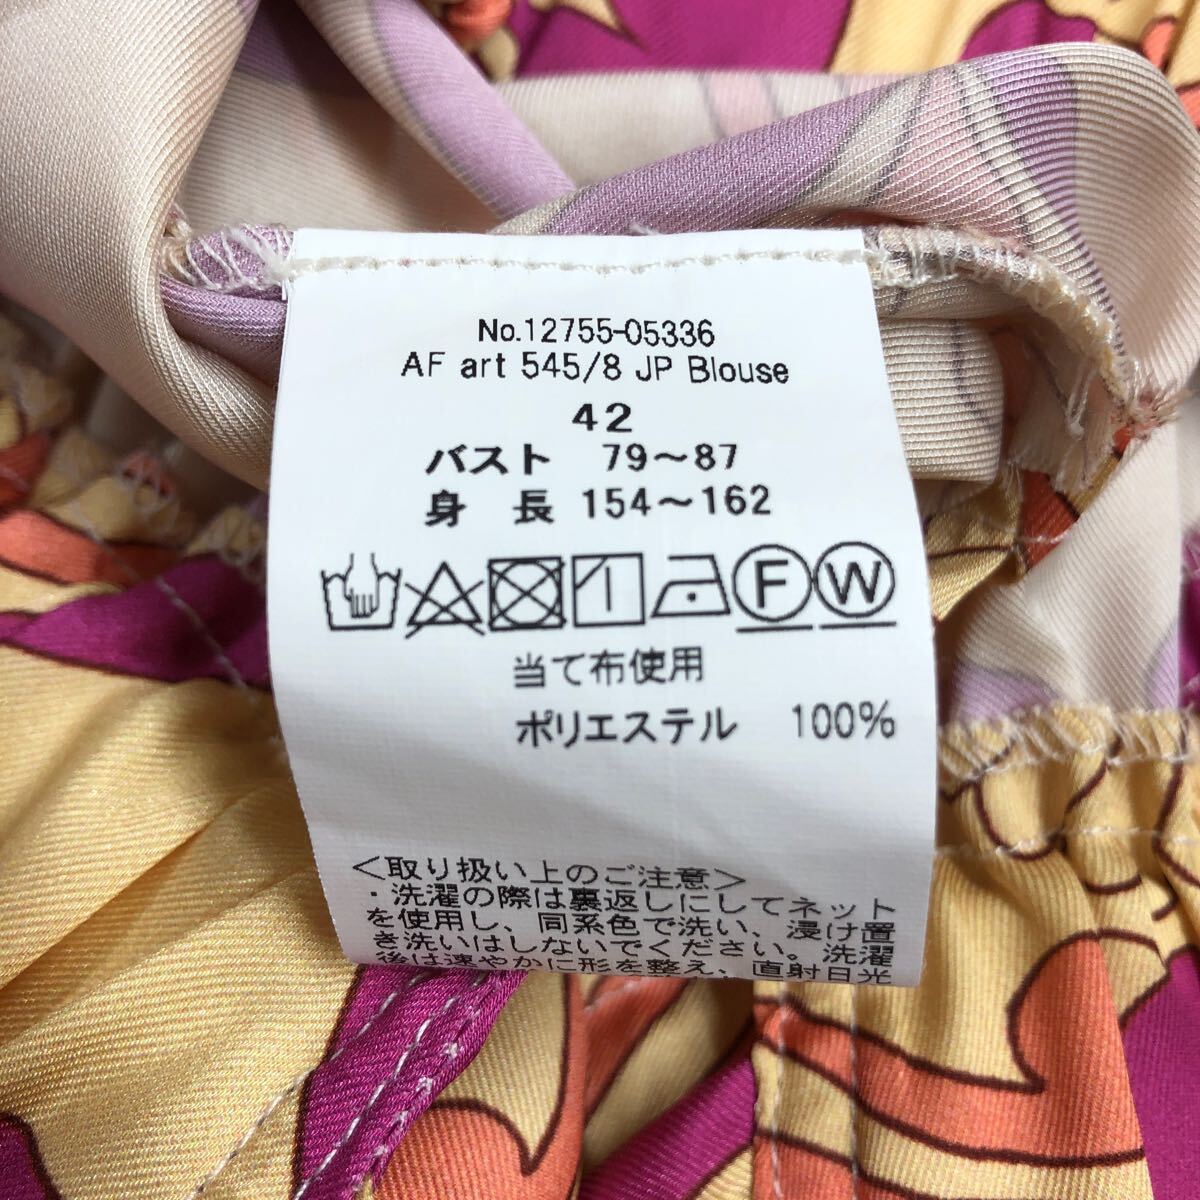 No.12755-05336
AF art 545/8 JP Blouse
42
バスト 79～87
身 長 154～162
F W
当て布使用
ポリエステル 100%
＜取り扱い上のご注意＞
・洗濯の際は裏返しにしてネット
を使用し、同系色で洗い、浸け置
き洗いはしないでください。洗濯
後は速やかに形を整え、直射日光